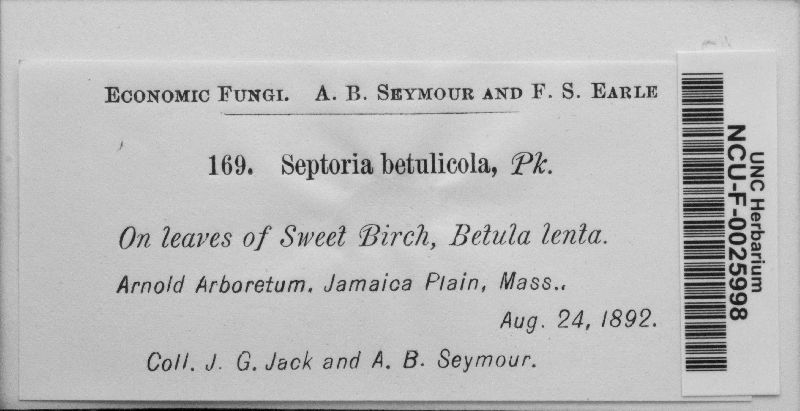 Economic Fungi. A. B. Seymour and F. S. Earle
169. Septoria betulicola, Pk.
On leaves of Sweet Birch, Betula lenta.
Arnold Arboretum. Jamaica Plain, Mass.,
Aug. 24, 1892.
Coll. J. G. Jack and A. B. Seymour.
UNC Herbarium
NCU-F-0025998